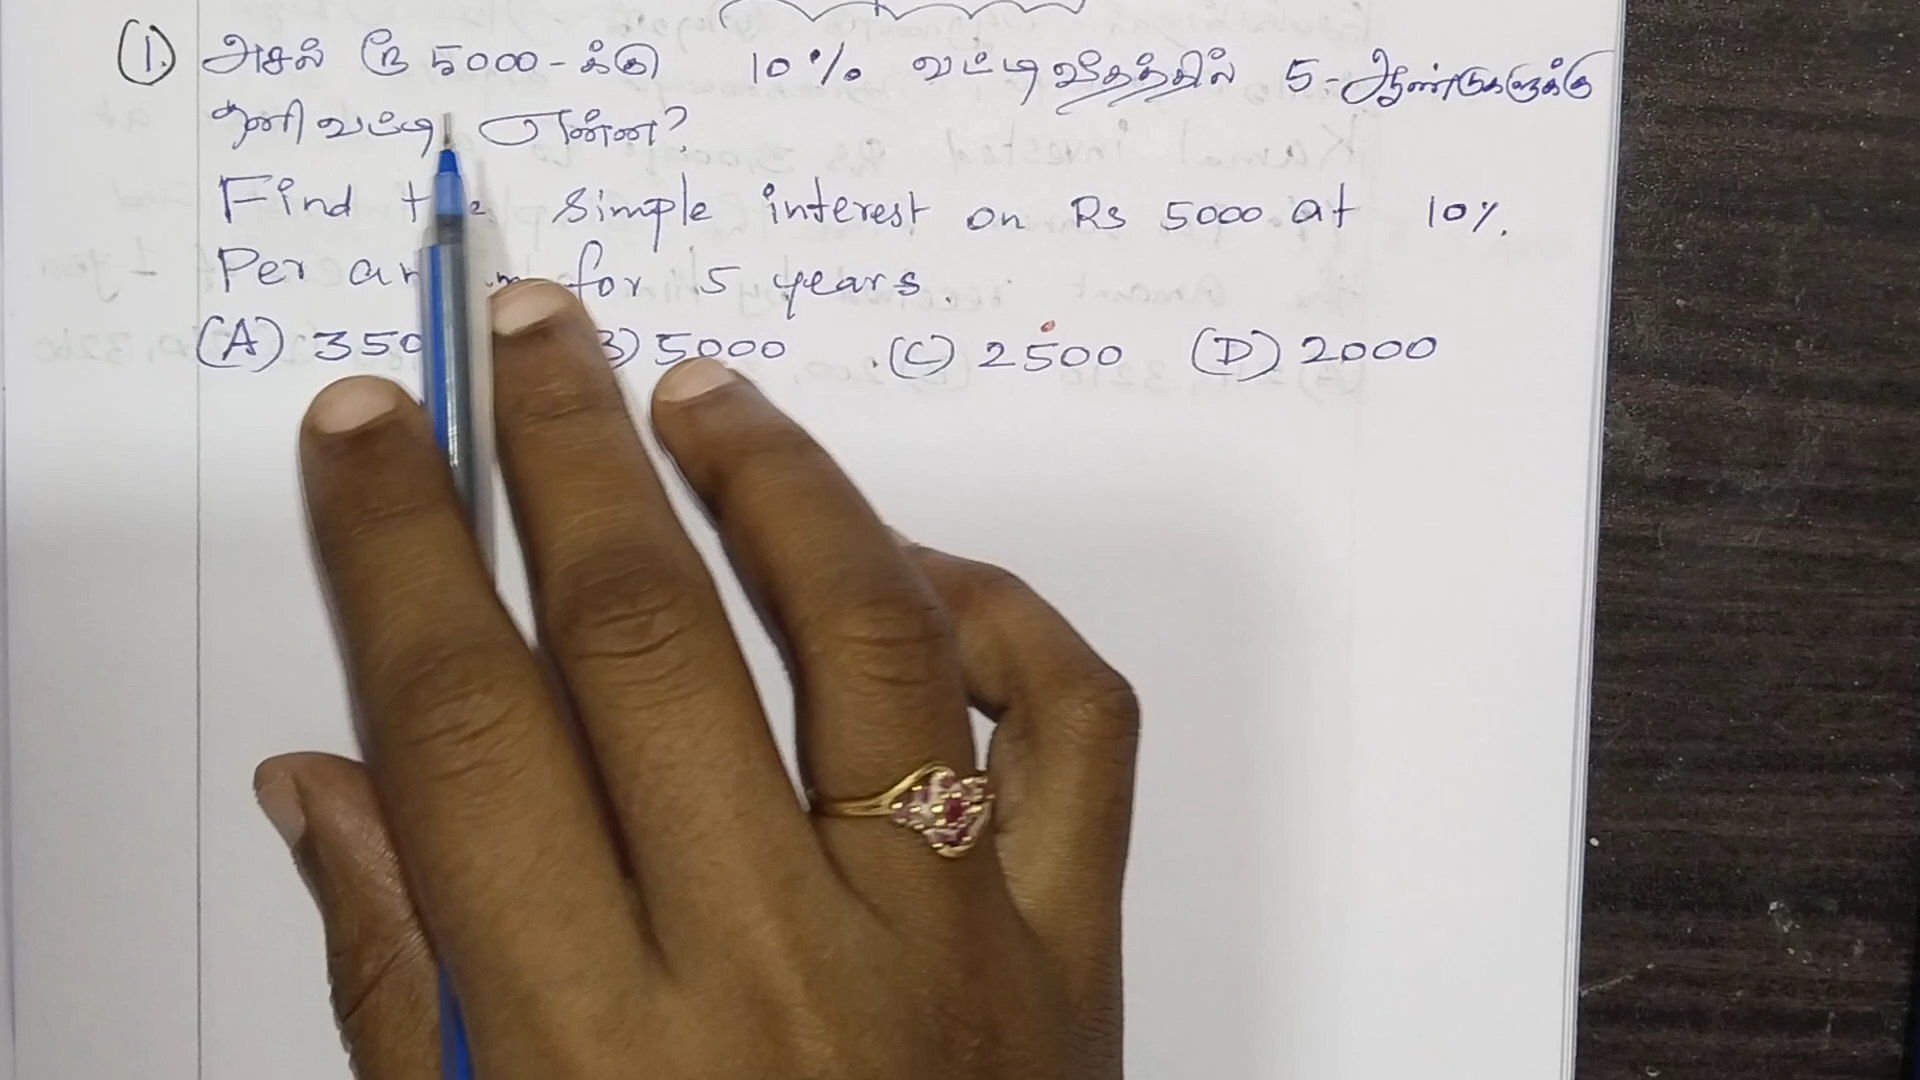 (1) அசல் ரூ 5000-க்கு 10% வட்டி வீதத்தில் 5-ஆண்டுகளுக்கு
தனிவட்டி என்ன?
Find simple interest on Rs 5000 at 10%.
Per for 5 years.
(A) (B) 5000 (C) 2500 (D) 2000